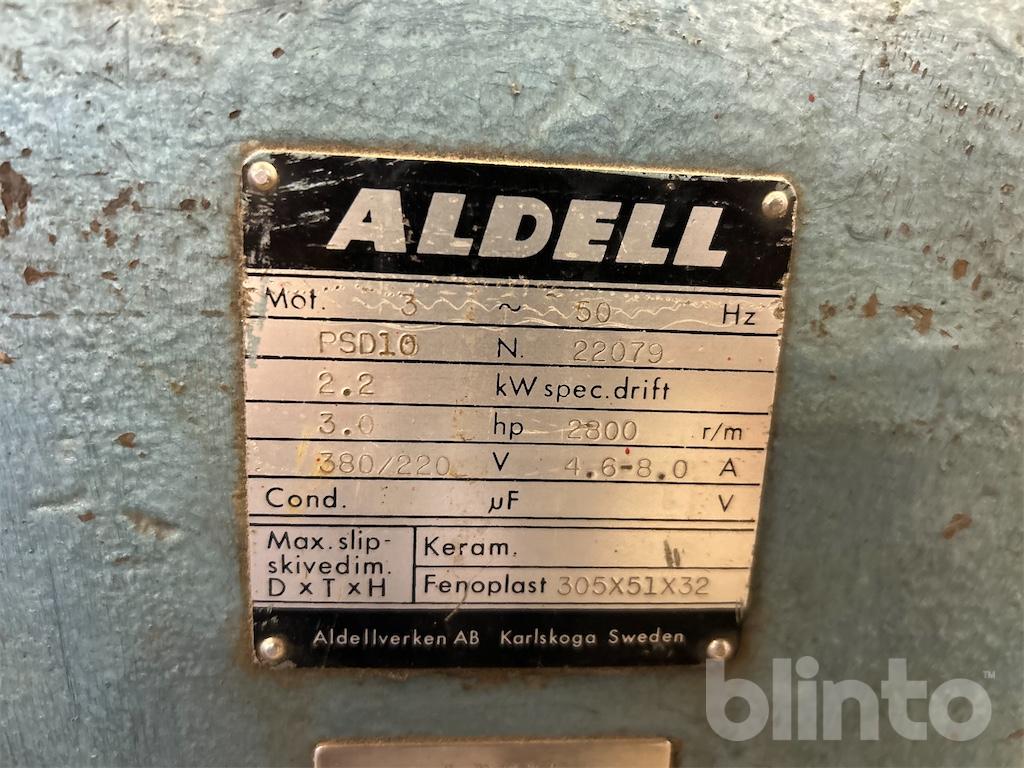 ALDELL
Mot. 3 ~ 50 Hz
PSD10 N. 22079
2.2 kW spec.drift
3.0 hp 2800 r/m
380/220 V 4.6-8.0 A
Cond. µF V
Max. slip-
skivedim.
D x T x H
Keram.
Fenoplast 305X51X32
Aldellverken AB Karlskoga Sweden
blinto™